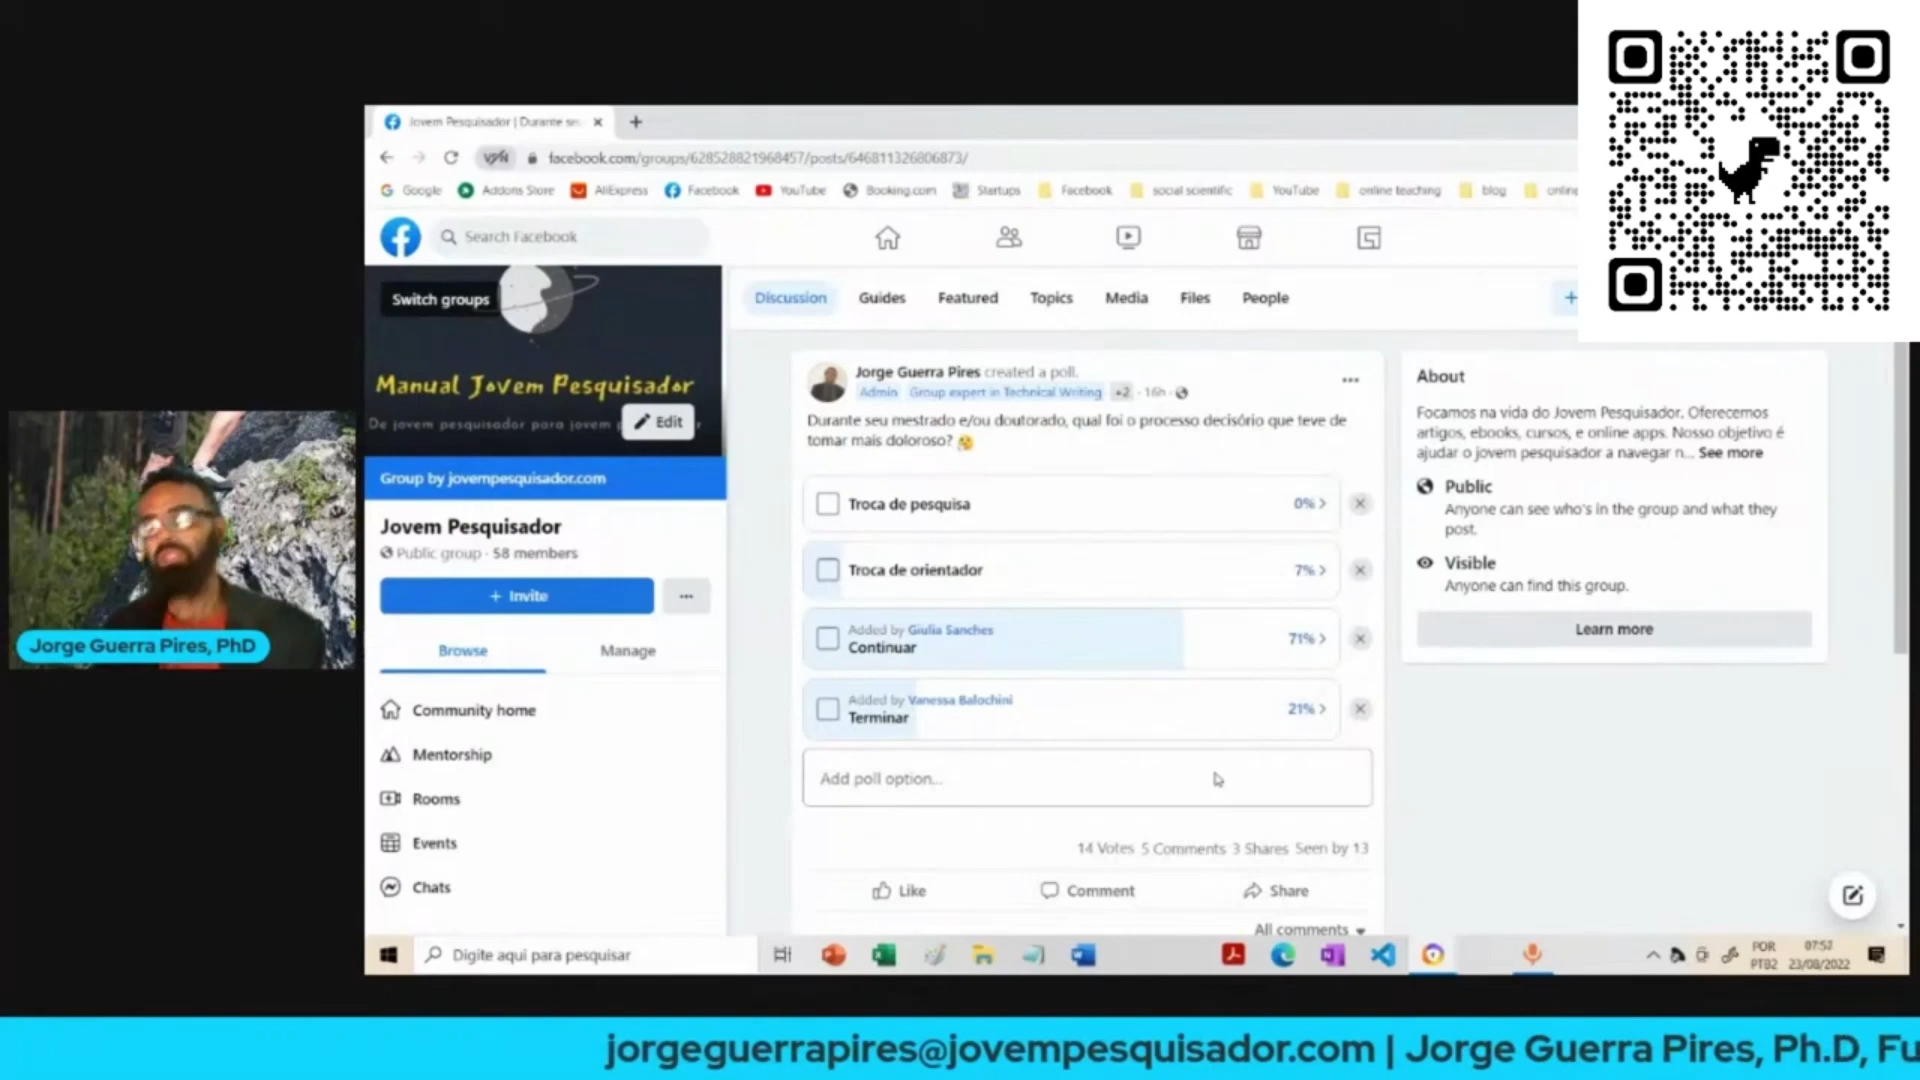 Jovem Pesquisador | Durante se
facebook.com/groups/628528821968457/posts/646811326806873/
Google
Addons Store
AliExpress
Facebook
YouTube
Booking.com
Startups
Facebook
social scientific
YouTube
online teaching
blog
online
Search Facebook
Switch groups
Manual Jovem Pesquisador
De jovem pesquisador para jovem p
Edit
Group by jovempesquisador.com
Jovem Pesquisador
Public group · 58 members
+ Invite
Browse
Manage
Community home
Mentorship
Rooms
Events
Chats
Discussion
Guides
Featured
Topics
Media
Files
People
Jorge Guerra Pires created a poll.
Admin Group expert in Technical Writing +2 · 16h ·
Durante seu mestrado e/ou doutorado, qual foi o processo decisório que teve de
tomar mais doloroso? 🤔
Troca de pesquisa 0%
Troca de orientador 7%
Added by Giulia Sanches
Continuar 71%
Added by Vanessa Balochini
Terminar 21%
Add poll option...
14 Votes 5 Comments 3 Shares Seen by 13
Like
Comment
Share
All comments
About
Focamos na vida do Jovem Pesquisador. Oferecemos
artigos, ebooks, cursos, e online apps. Nosso objetivo é
ajudar o jovem pesquisador a navegar n... See more
Public
Anyone can see who's in the group and what they
post.
Visible
Anyone can find this group.
Learn more
Jorge Guerra Pires, PhD
Digite aqui para pesquisar
POR
PTB2
07:52
23/08/2022
jorgeguerrapires@jovempesquisador.com | Jorge Guerra Pires, Ph.D, Fu